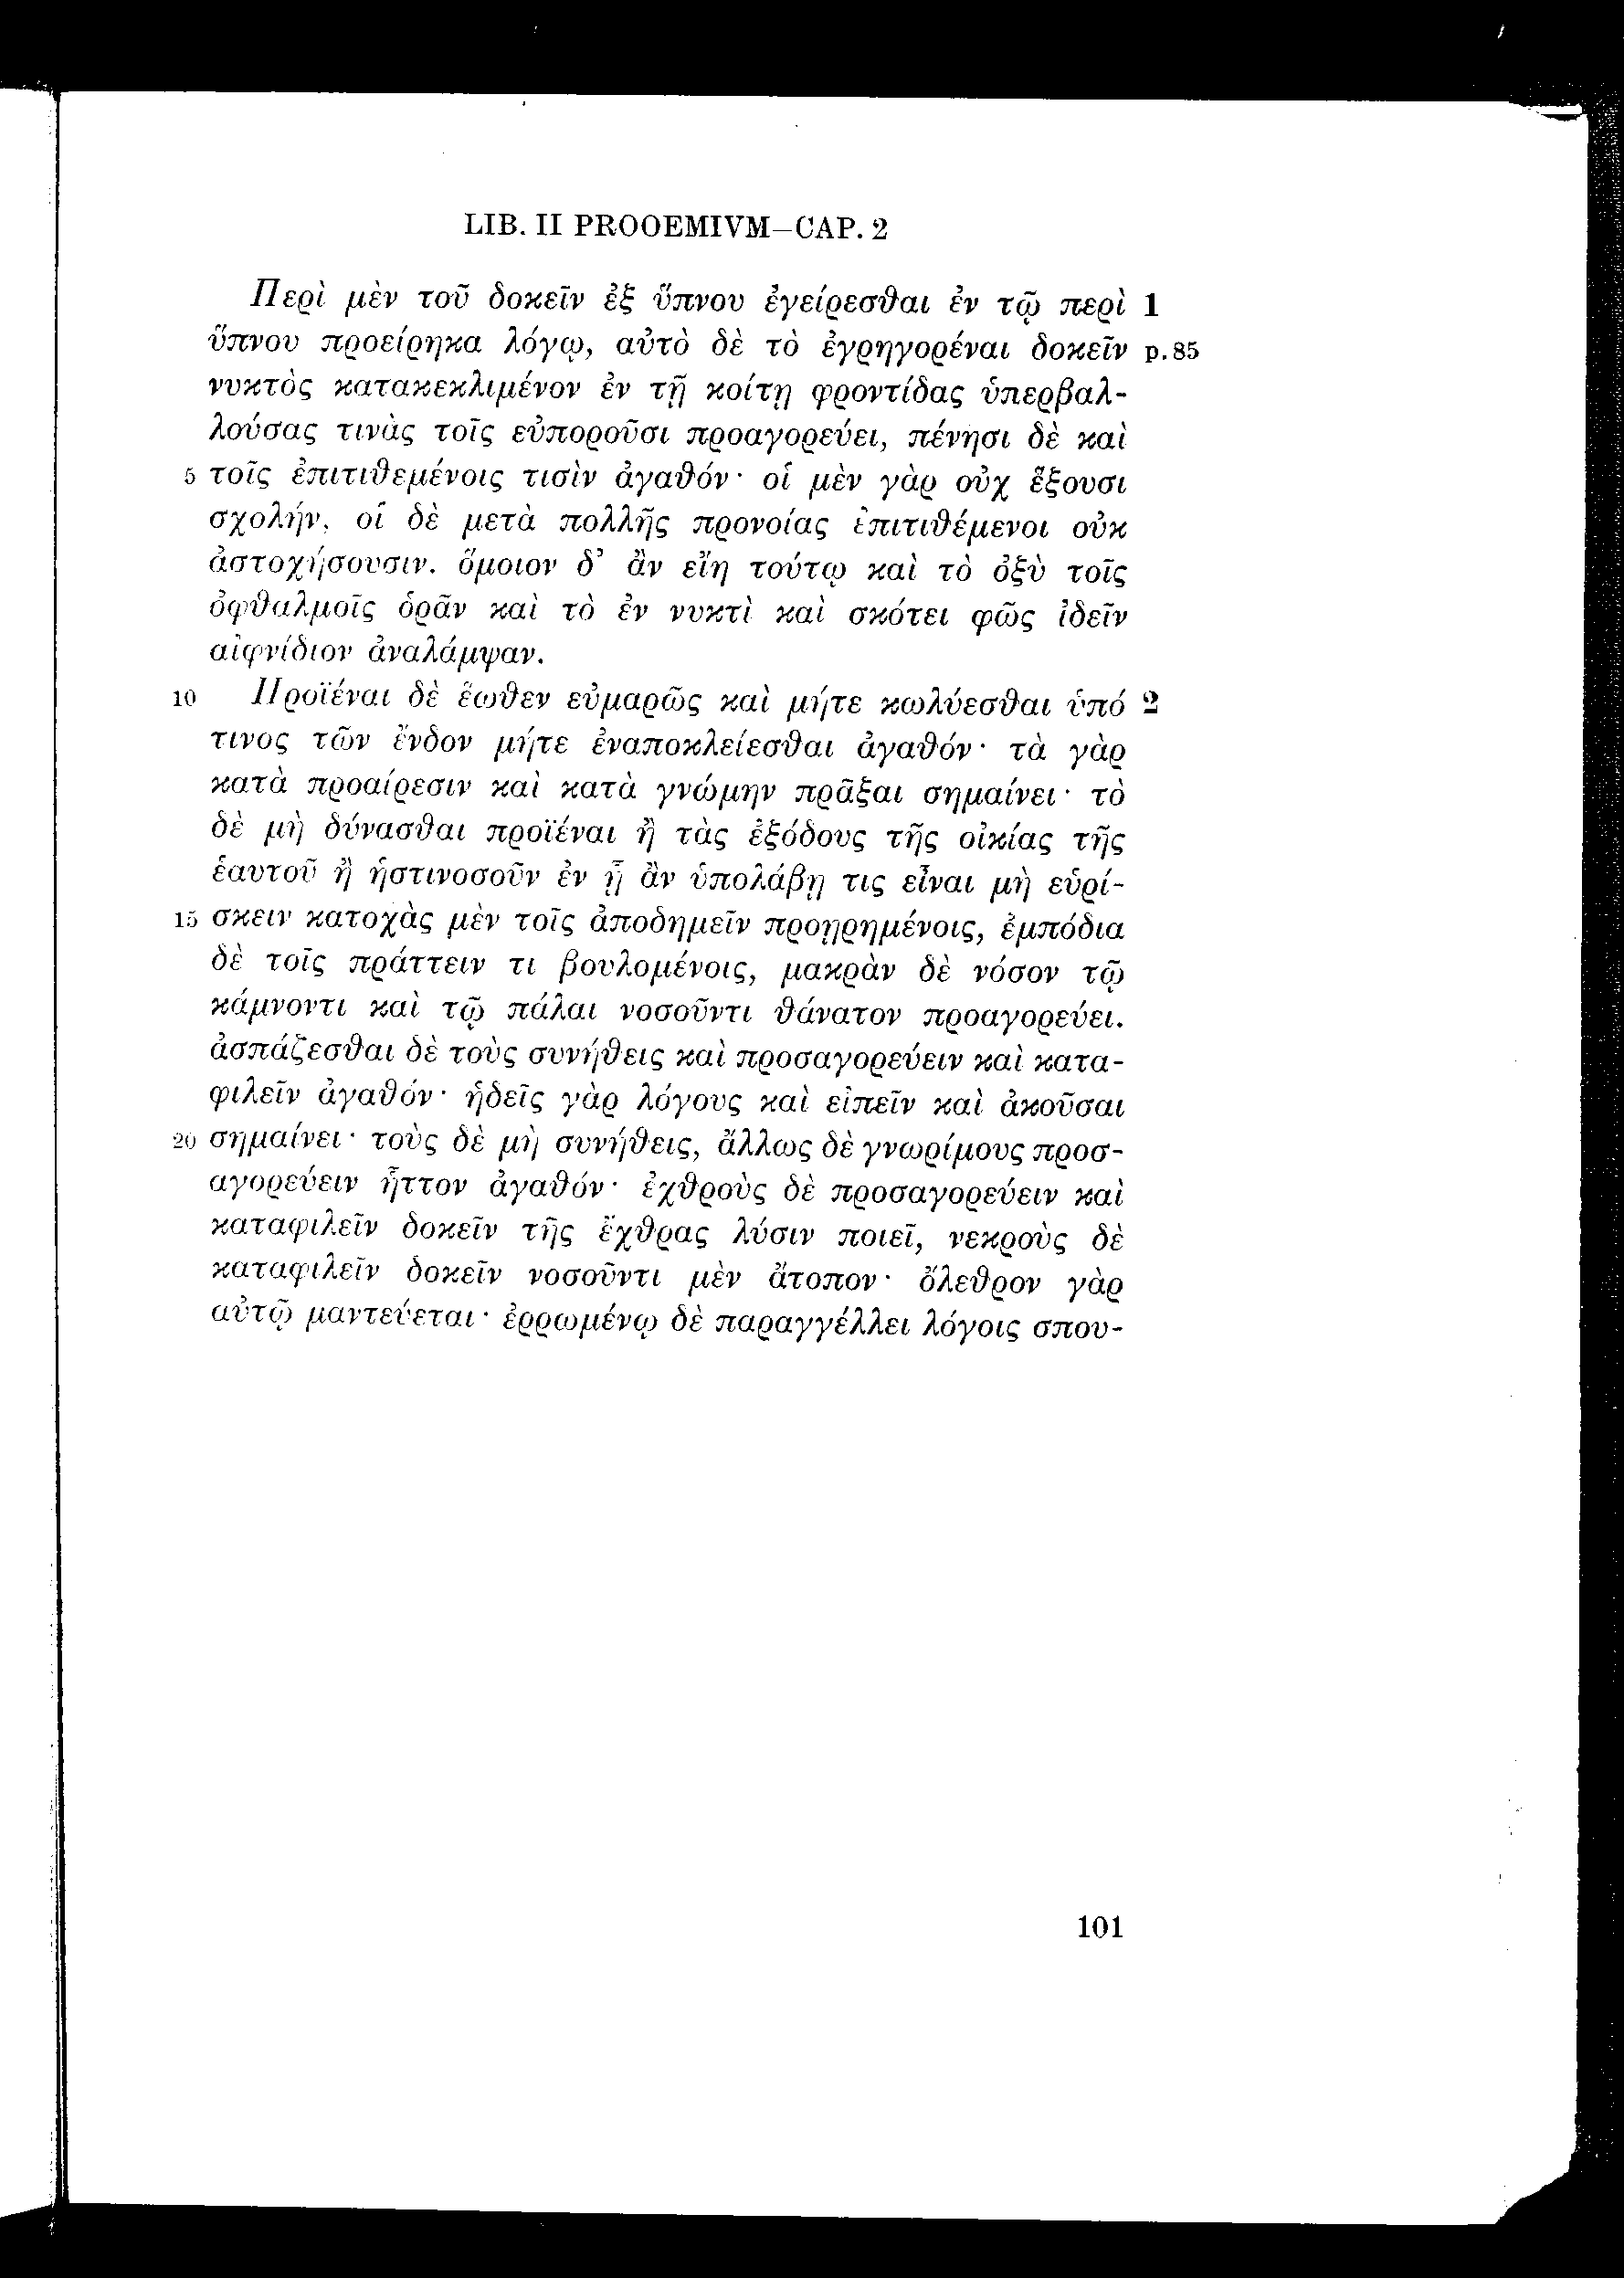 LIB. II PROOEMIVM–CAP. 2
Περὶ μὲν τοῦ δοκεῖν ἐξ ὕπνου ἐγείρεσθαι ἐν τῷ περὶ 1
ὕπνου προείρηκα λόγῳ, αὐτὸ δὲ τὸ ἐγρηγορέναι δοκεῖν p. 85
νυκτὸς κατακεκλιμένον ἐν τῇ κοίτῃ φροντίδας ὑπερβαλ-
λούσας τινὰς τοῖς εὐποροῦσι προαγορεύει, πένησι δὲ καὶ
5 τοῖς ἐπιτιθεμένοις τισὶν ἀγαθόν· οἱ μὲν γὰρ οὐχ ἕξουσι
σχολήν, οἱ δὲ μετὰ πολλῆς προνοίας ἐπιτιθέμενοι οὐκ
ἀστοχήσουσιν. ὅμοιον δ’ ἂν εἴη τούτῳ καὶ τὸ ὀξὺ τοῖς
ὀφθαλμοῖς ὁρᾶν καὶ τὸ ἐν νυκτὶ καὶ σκότει φῶς ἰδεῖν
αἰφνίδιον ἀναλάμψαν.
10 Προϊέναι δὲ ἕωθεν εὐμαρῶς καὶ μήτε κωλύεσθαι ὑπό 2
τινος τῶν ἔνδον μήτε ἐναποκλείεσθαι ἀγαθόν· τὰ γὰρ
κατὰ προαίρεσιν καὶ κατὰ γνώμην πρᾶξαι σημαίνει· τὸ
δὲ μὴ δύνασθαι προϊέναι ἢ τὰς ἐξόδους τῆς οἰκίας τῆς
ἑαυτοῦ ἢ ἡστινοσοῦν ἐν ᾗ ἂν ὑπολάβῃ τις εἶναι μὴ εὑρί-
15 σκειν κατοχὰς μὲν τοῖς ἀποδημεῖν προῃρημένοις, ἐμπόδια
δὲ τοῖς πράττειν τι βουλομένοις, μακρὰν δὲ νόσον τῷ
κάμνοντι καὶ τῷ πάλαι νοσοῦντι θάνατον προαγορεύει.
ἀσπάζεσθαι δὲ τοὺς συνήθεις καὶ προσαγορεύειν καὶ κατα-
φιλεῖν ἀγαθόν· ἡδεῖς γὰρ λόγους καὶ εἰπεῖν καὶ ἀκοῦσαι
20 σημαίνει· τοὺς δὲ μὴ συνήθεις, ἄλλως δὲ γνωρίμους προσ-
αγορεύειν ἧττον ἀγαθόν· ἐχθροὺς δὲ προσαγορεύειν καὶ
καταφιλεῖν δοκεῖν τῆς ἔχθρας λύσιν ποιεῖ, νεκροὺς δὲ
καταφιλεῖν δοκεῖν νοσοῦντι μὲν ἄτοπον· ὄλεθρον γὰρ
αὐτῷ μαντεύεται· ἐρρωμένῳ δὲ παραγγέλλει λόγοις σπου-
101